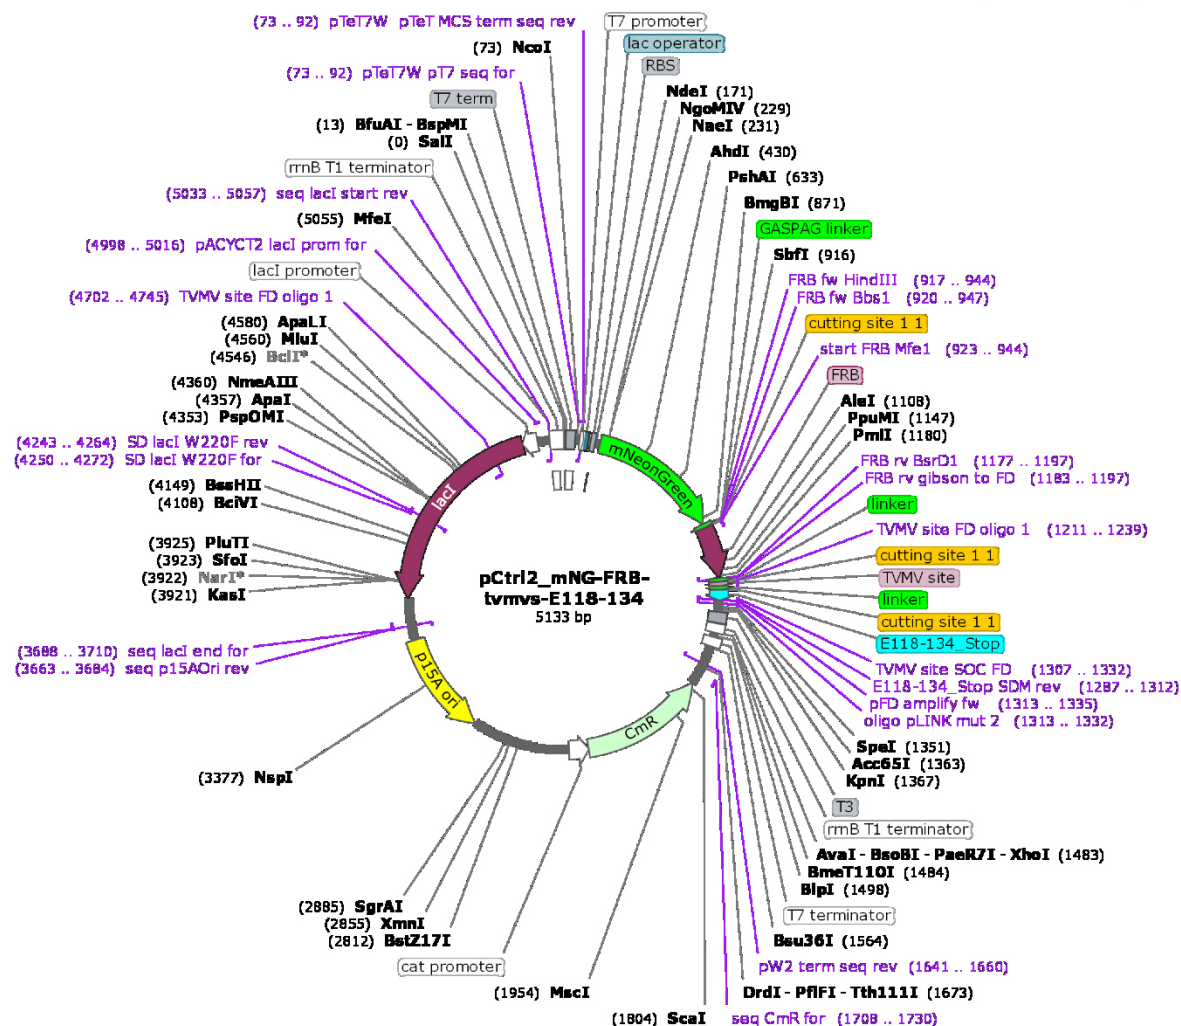 (73 .. 92) pTeT7W pTeT MCS term seq rev
(73) NcoI
(73 .. 92) pTeT7W pT7 seq for
T7 term
(13) BfuAI - BspMI
(0) SalI
rrnB T1 terminator
(5033 .. 5057) seq lacI start rev
(5055) MfeI
(4998 .. 5016) pACYCT2 lacI prom for
lacI promoter
(4702 .. 4745) TVMV site FD oligo 1
(4580) ApaLI
(4560) MluI
(4546) BclI*
(4360) NmeAIII
(4357) ApaI
(4353) PspOMI
(4243 .. 4264) SD lacI W220F rev
(4250 .. 4272) SD lacI W220F for
(4149) BssHII
(4108) BciVI
(3925) PluTI
(3923) SfoI
(3922) NarI*
(3921) KasI
(3688 .. 3710) seq lacI end for
(3663 .. 3684) seq p15AOri rev
(3377) NspI
(2885) SgrAI
(2855) XmnI
(2812) BstZ17I
cat promoter
(1954) MscI
(1804) ScaI
T7 promoter
lac operator
RBS
NdeI (171)
NgoMIV (229)
NaeI (231)
AhdI (430)
PshAI (633)
BmgBI (871)
GASPAG linker
SbfI (916)
FRB fw HindIII (917 .. 944)
FRB fw Bbs1 (920 .. 947)
cutting site 1 1
start FRB Mfe1 (923 .. 944)
FRB
AleI (1108)
PpuMI (1147)
PmlI (1180)
FRB rv BsrD1 (1177 .. 1197)
FRB rv gibson to FD (1183 .. 1197)
linker
TVMV site FD oligo 1 (1211 .. 1239)
cutting site 1 1
TVMV site
linker
cutting site 1 1
E118-134_Stop
TVMV site SOC FD (1307 .. 1332)
E118-134_Stop SDM rev (1287 .. 1312)
pFD amplify fw (1313 .. 1335)
oligo pLINK mut 2 (1313 .. 1332)
SpeI (1351)
Acc65I (1363)
KpnI (1367)
T3
rrnB T1 terminator
AvaI - BsoBI - PaeR7I - XhoI (1483)
BmeT110I (1484)
BlpI (1498)
T7 terminator
Bsu36I (1564)
pW2 term seq rev (1641 .. 1660)
DrdI - PflFI - Tth111I (1673)
seq CmR for (1708 .. 1730)
mNeonGreen
lacI
p15A ori
CmR
pCtrl2_mNG-FRB-
tvmvs-E118-134
5133 bp